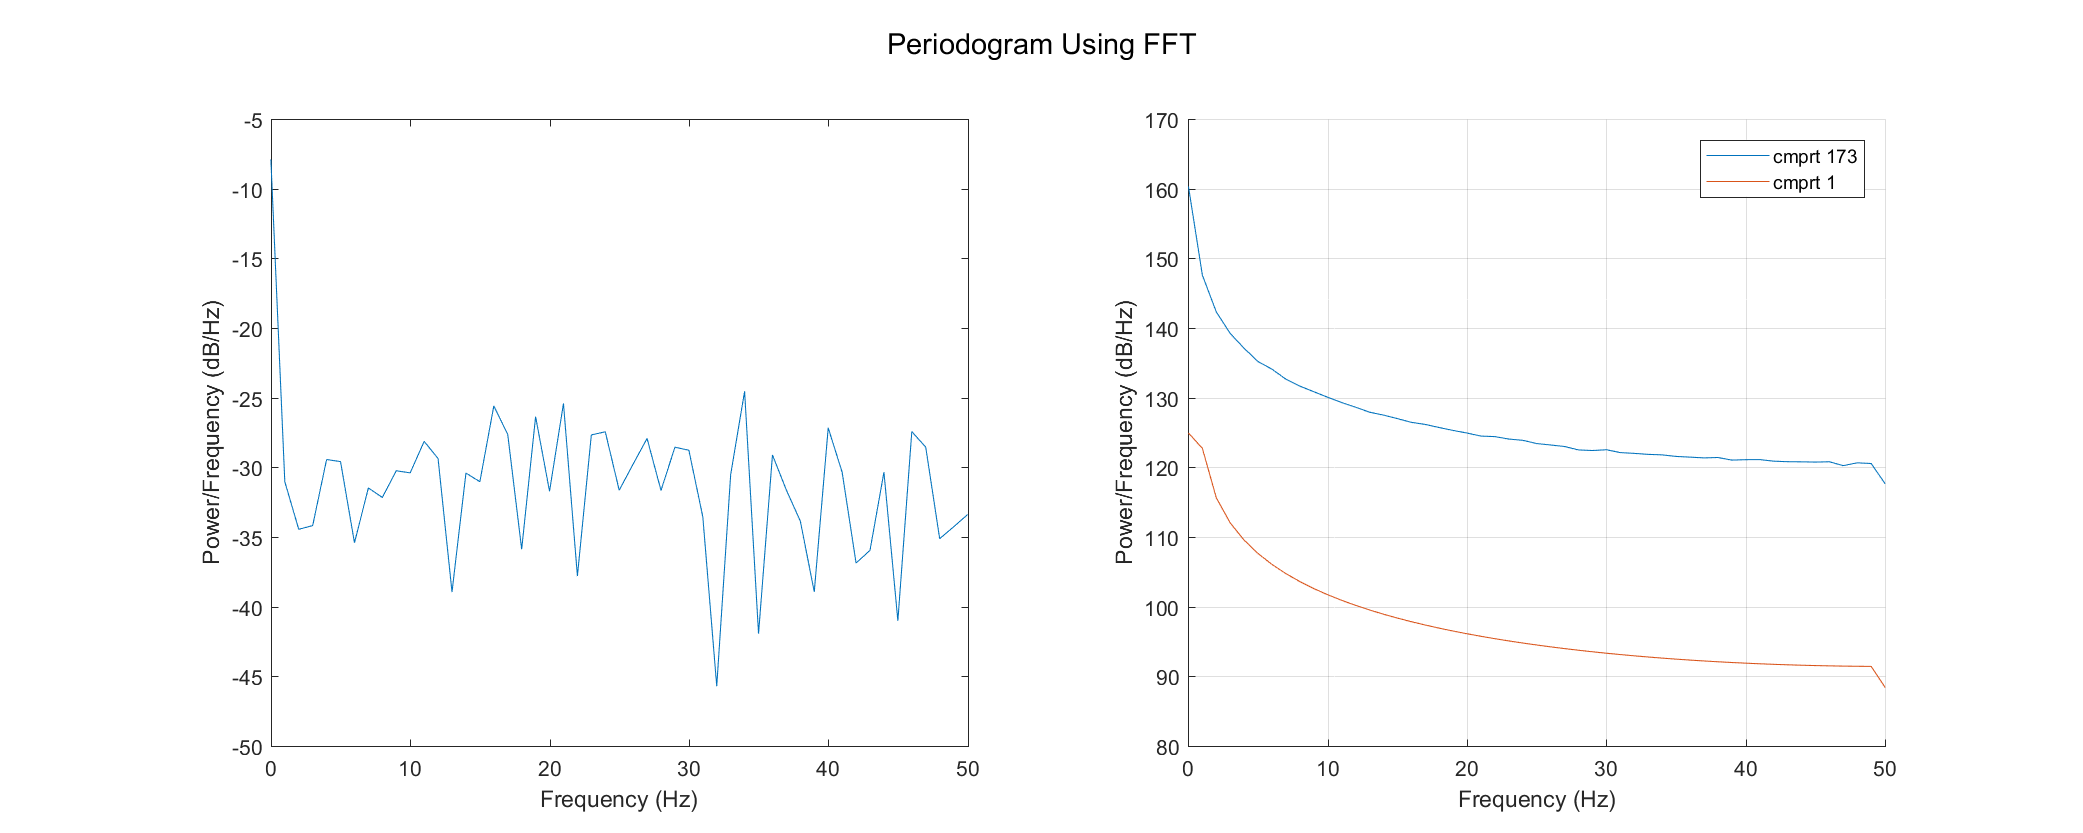 Periodogram Using FFT
-5
-10
-15
-20
-25
-30
-35
-40
-45
-50
Power/Frequency (dB/Hz)
0 10 20 30 40 50
Frequency (Hz)
170
160
150
140
130
120
110
100
90
80
Power/Frequency (dB/Hz)
cmprt 173
cmprt 1
0 10 20 30 40 50
Frequency (Hz)